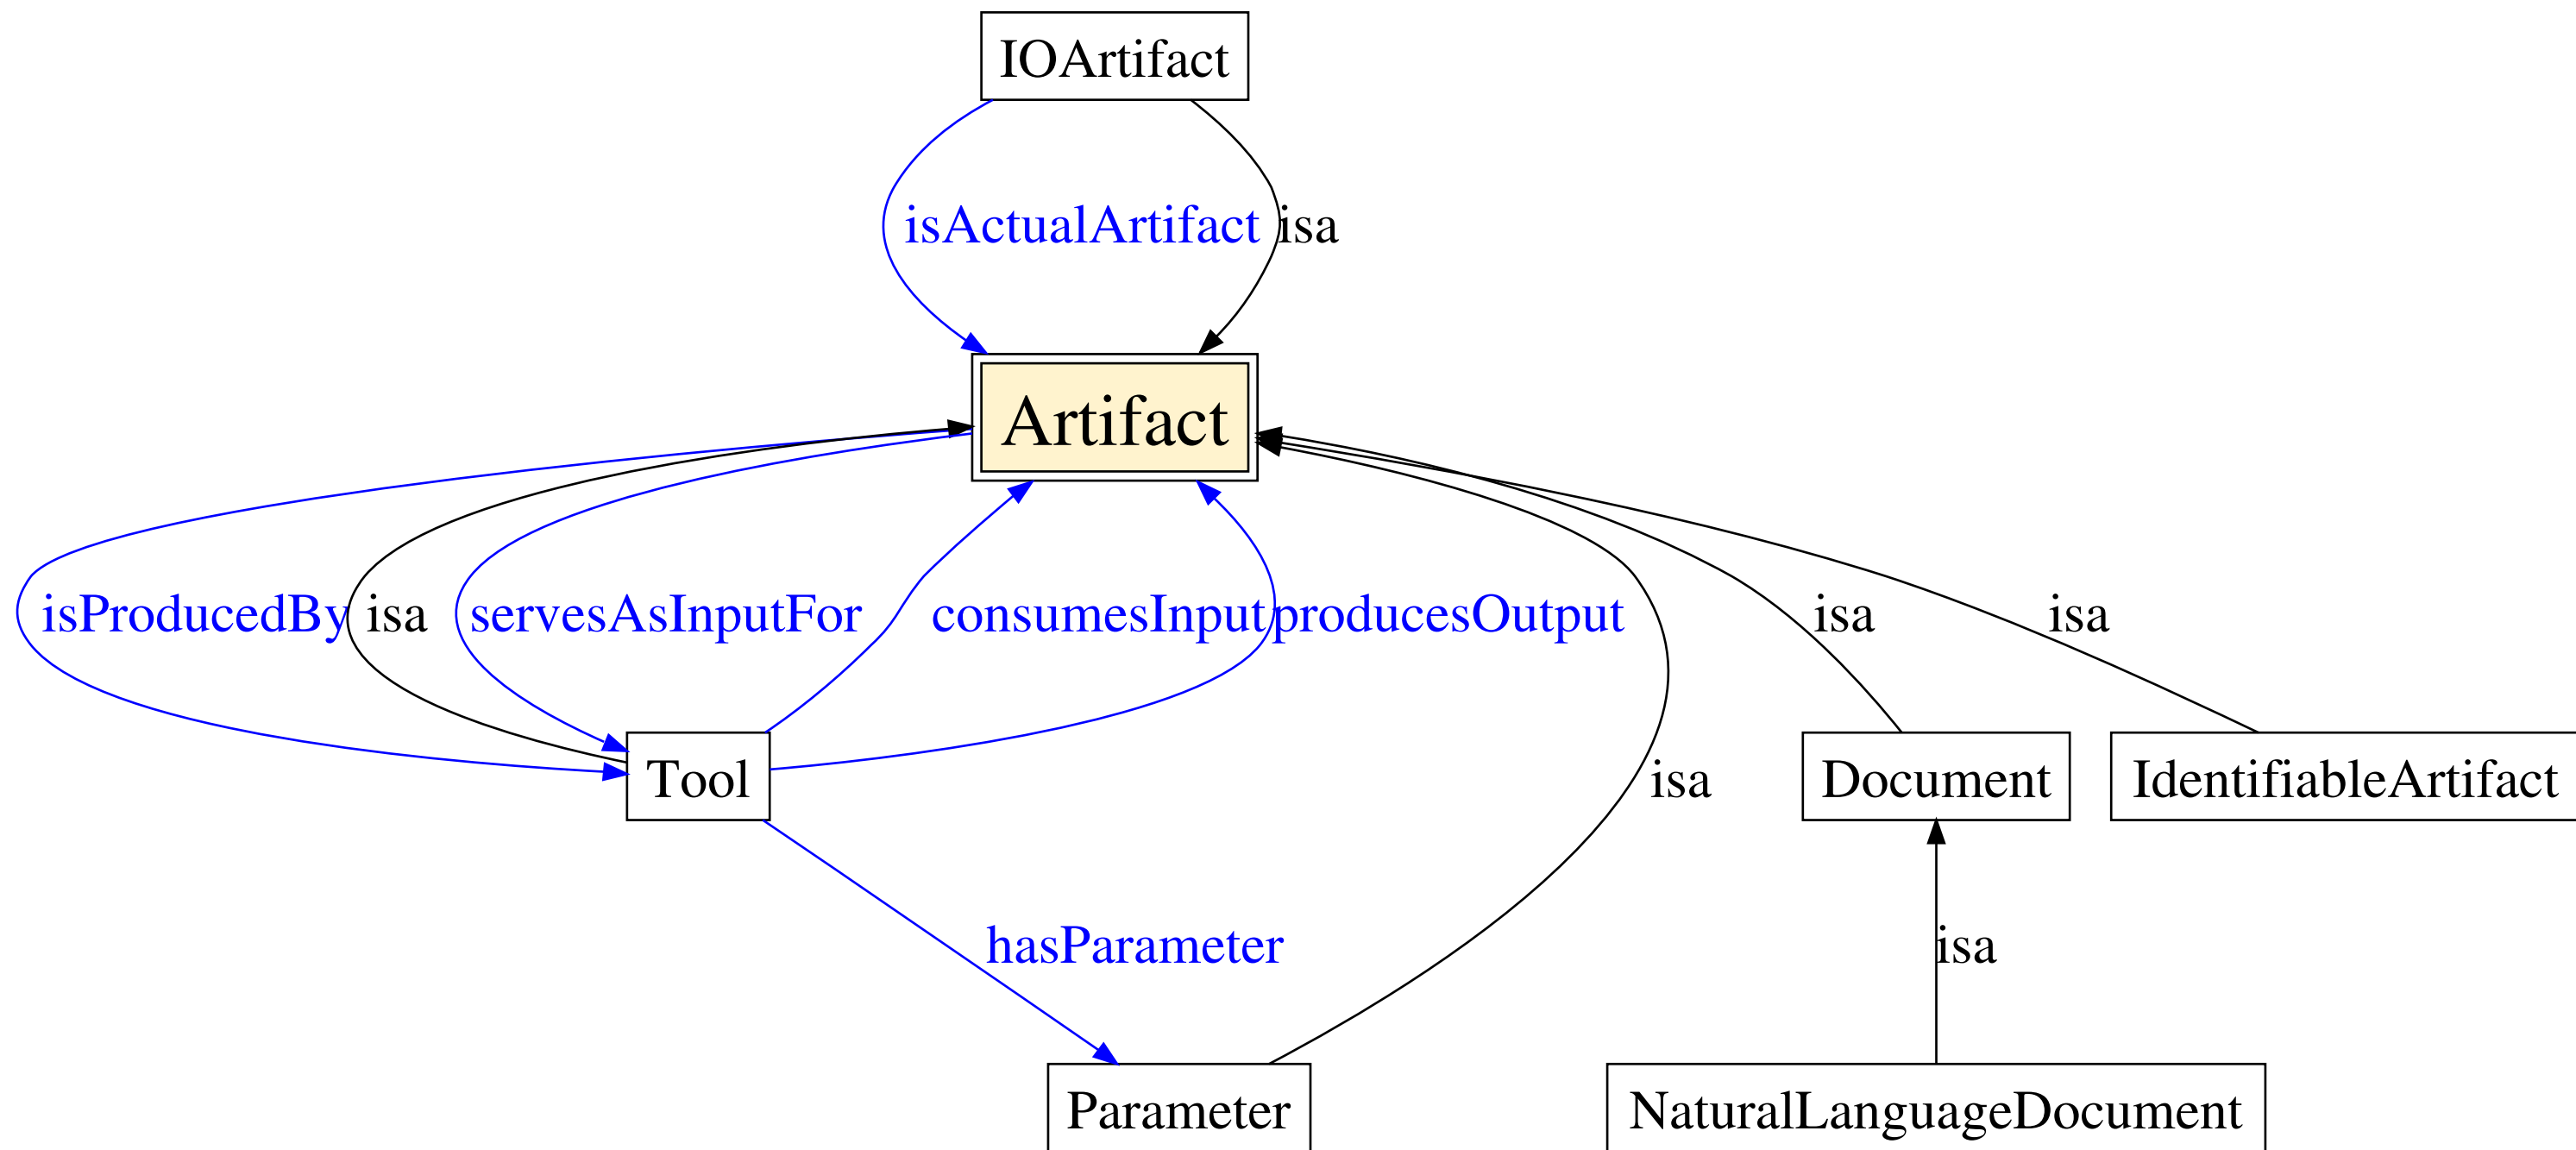 IOArtifact
isActualArtifact
isa
Artifact
isProducedBy
isa
servesAsInputFor
consumesInput
producesOutput
isa
isa
Tool
isa
Document
IdentifiableArtifact
hasParameter
isa
Parameter
NaturalLanguageDocument